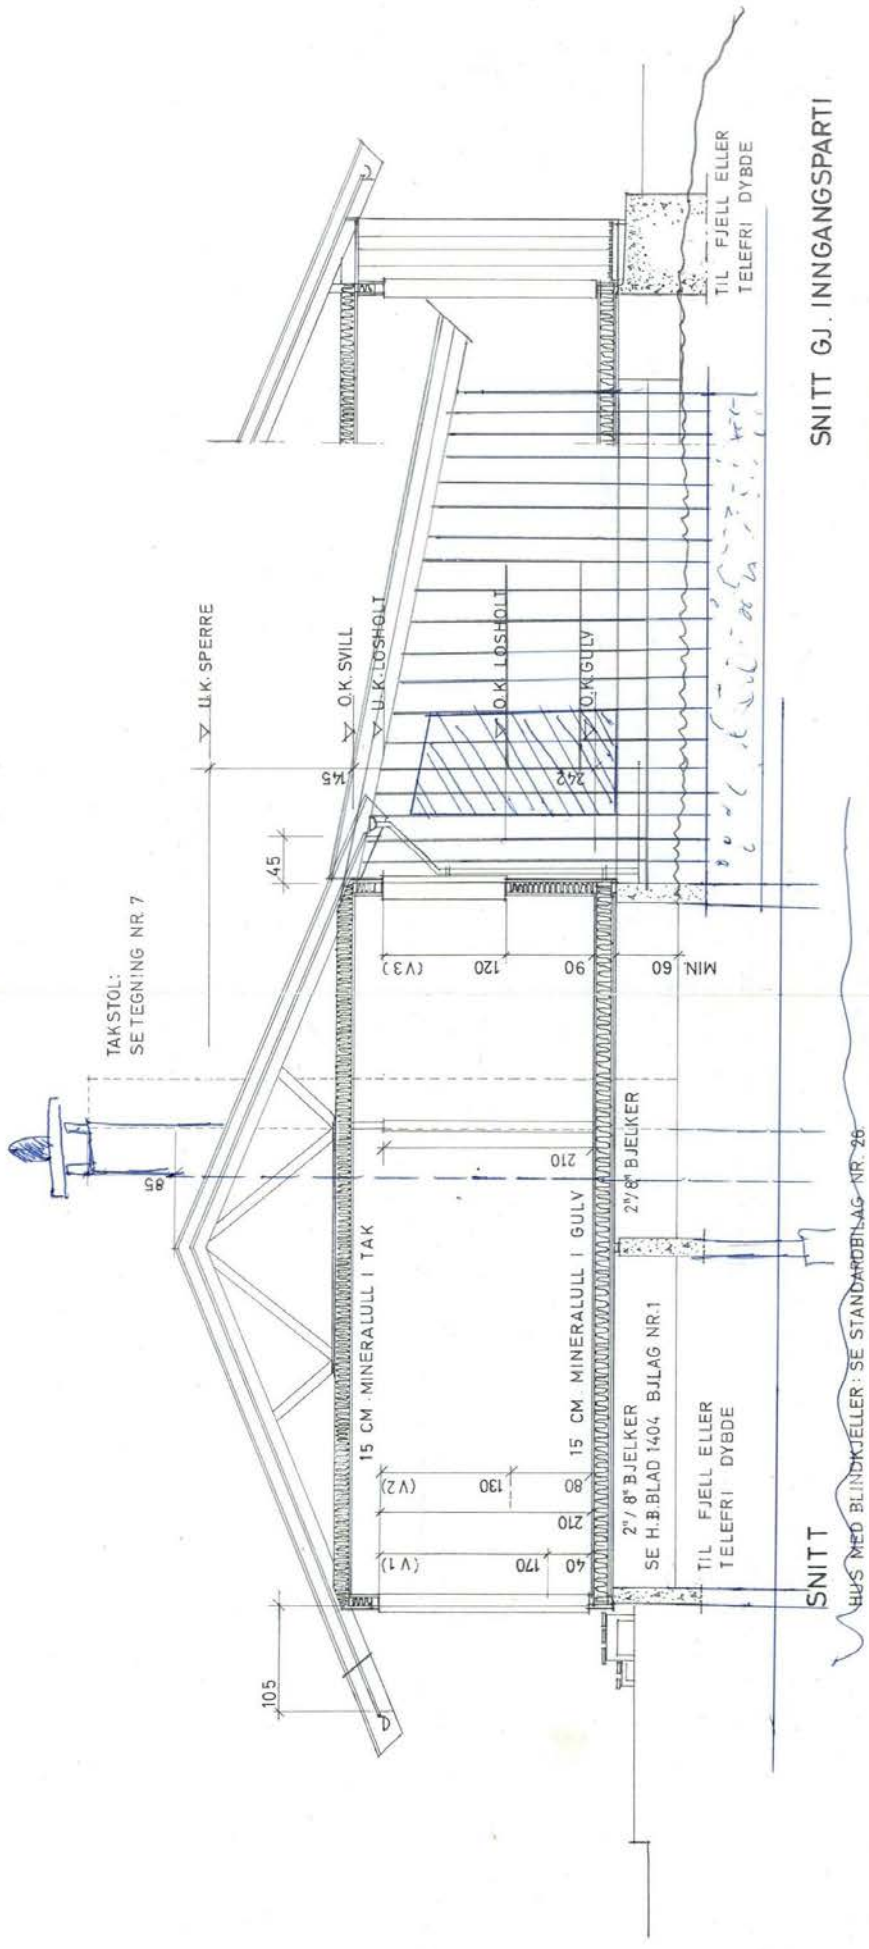 TAKSTOL:
SE TEGNING NR. 7
85
U.K. SPERRE
O.K. SVILL
U.K. LOSHOLT
O.K. LOSHOLT
O.K. GULV
145
242
45
105
15 CM. MINERALULL I TAK
15 CM. MINERALULL I GULV
(V1)
170
40
210
(V2)
130
80
210
(V3)
120
90
MIN. 60
2"/8" BJELKER
2"/8" BJELKER
SE H.B.BLAD 1404 BJLAG NR.1
TIL FJELL ELLER
TELEFRI DYBDE
TIL FJELL ELLER
TELEFRI DYBDE
SNITT
HUS MED BLINDKJELLER: SE STANDARDBILAG NR. 26.
SNITT GJ. INNGANGSPARTI